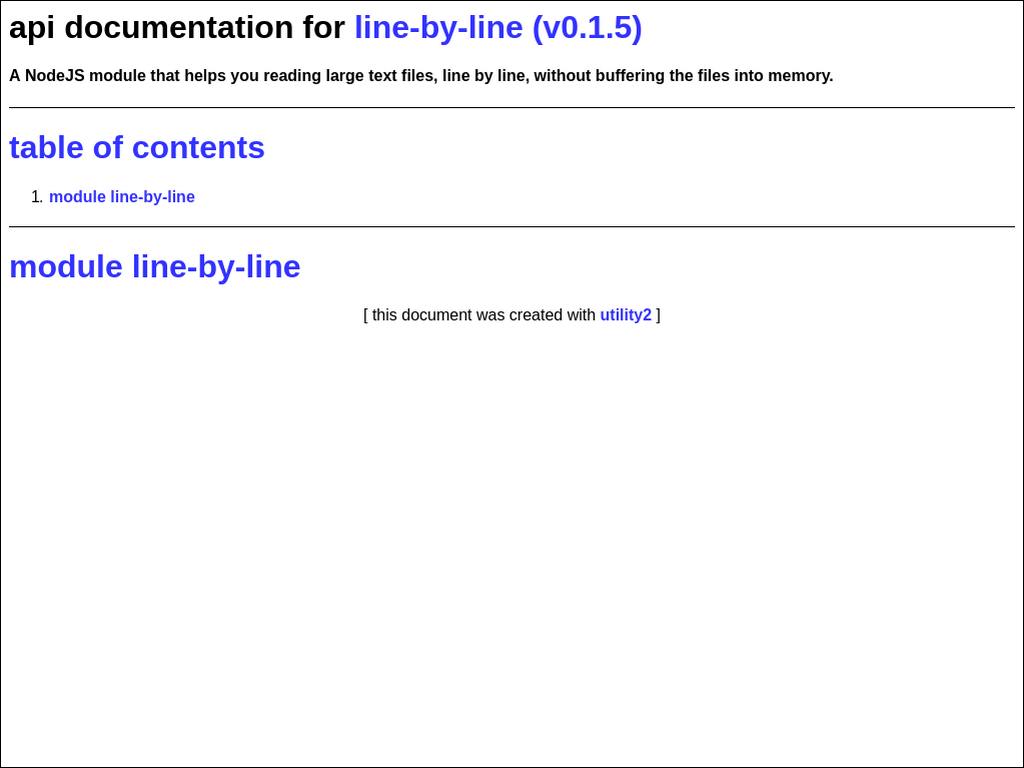 api documentation for line-by-line (v0.1.5)
A NodeJS module that helps you reading large text files, line by line, without buffering the files into memory.
table of contents
1. module line-by-line
module line-by-line
[ this document was created with utility2 ]